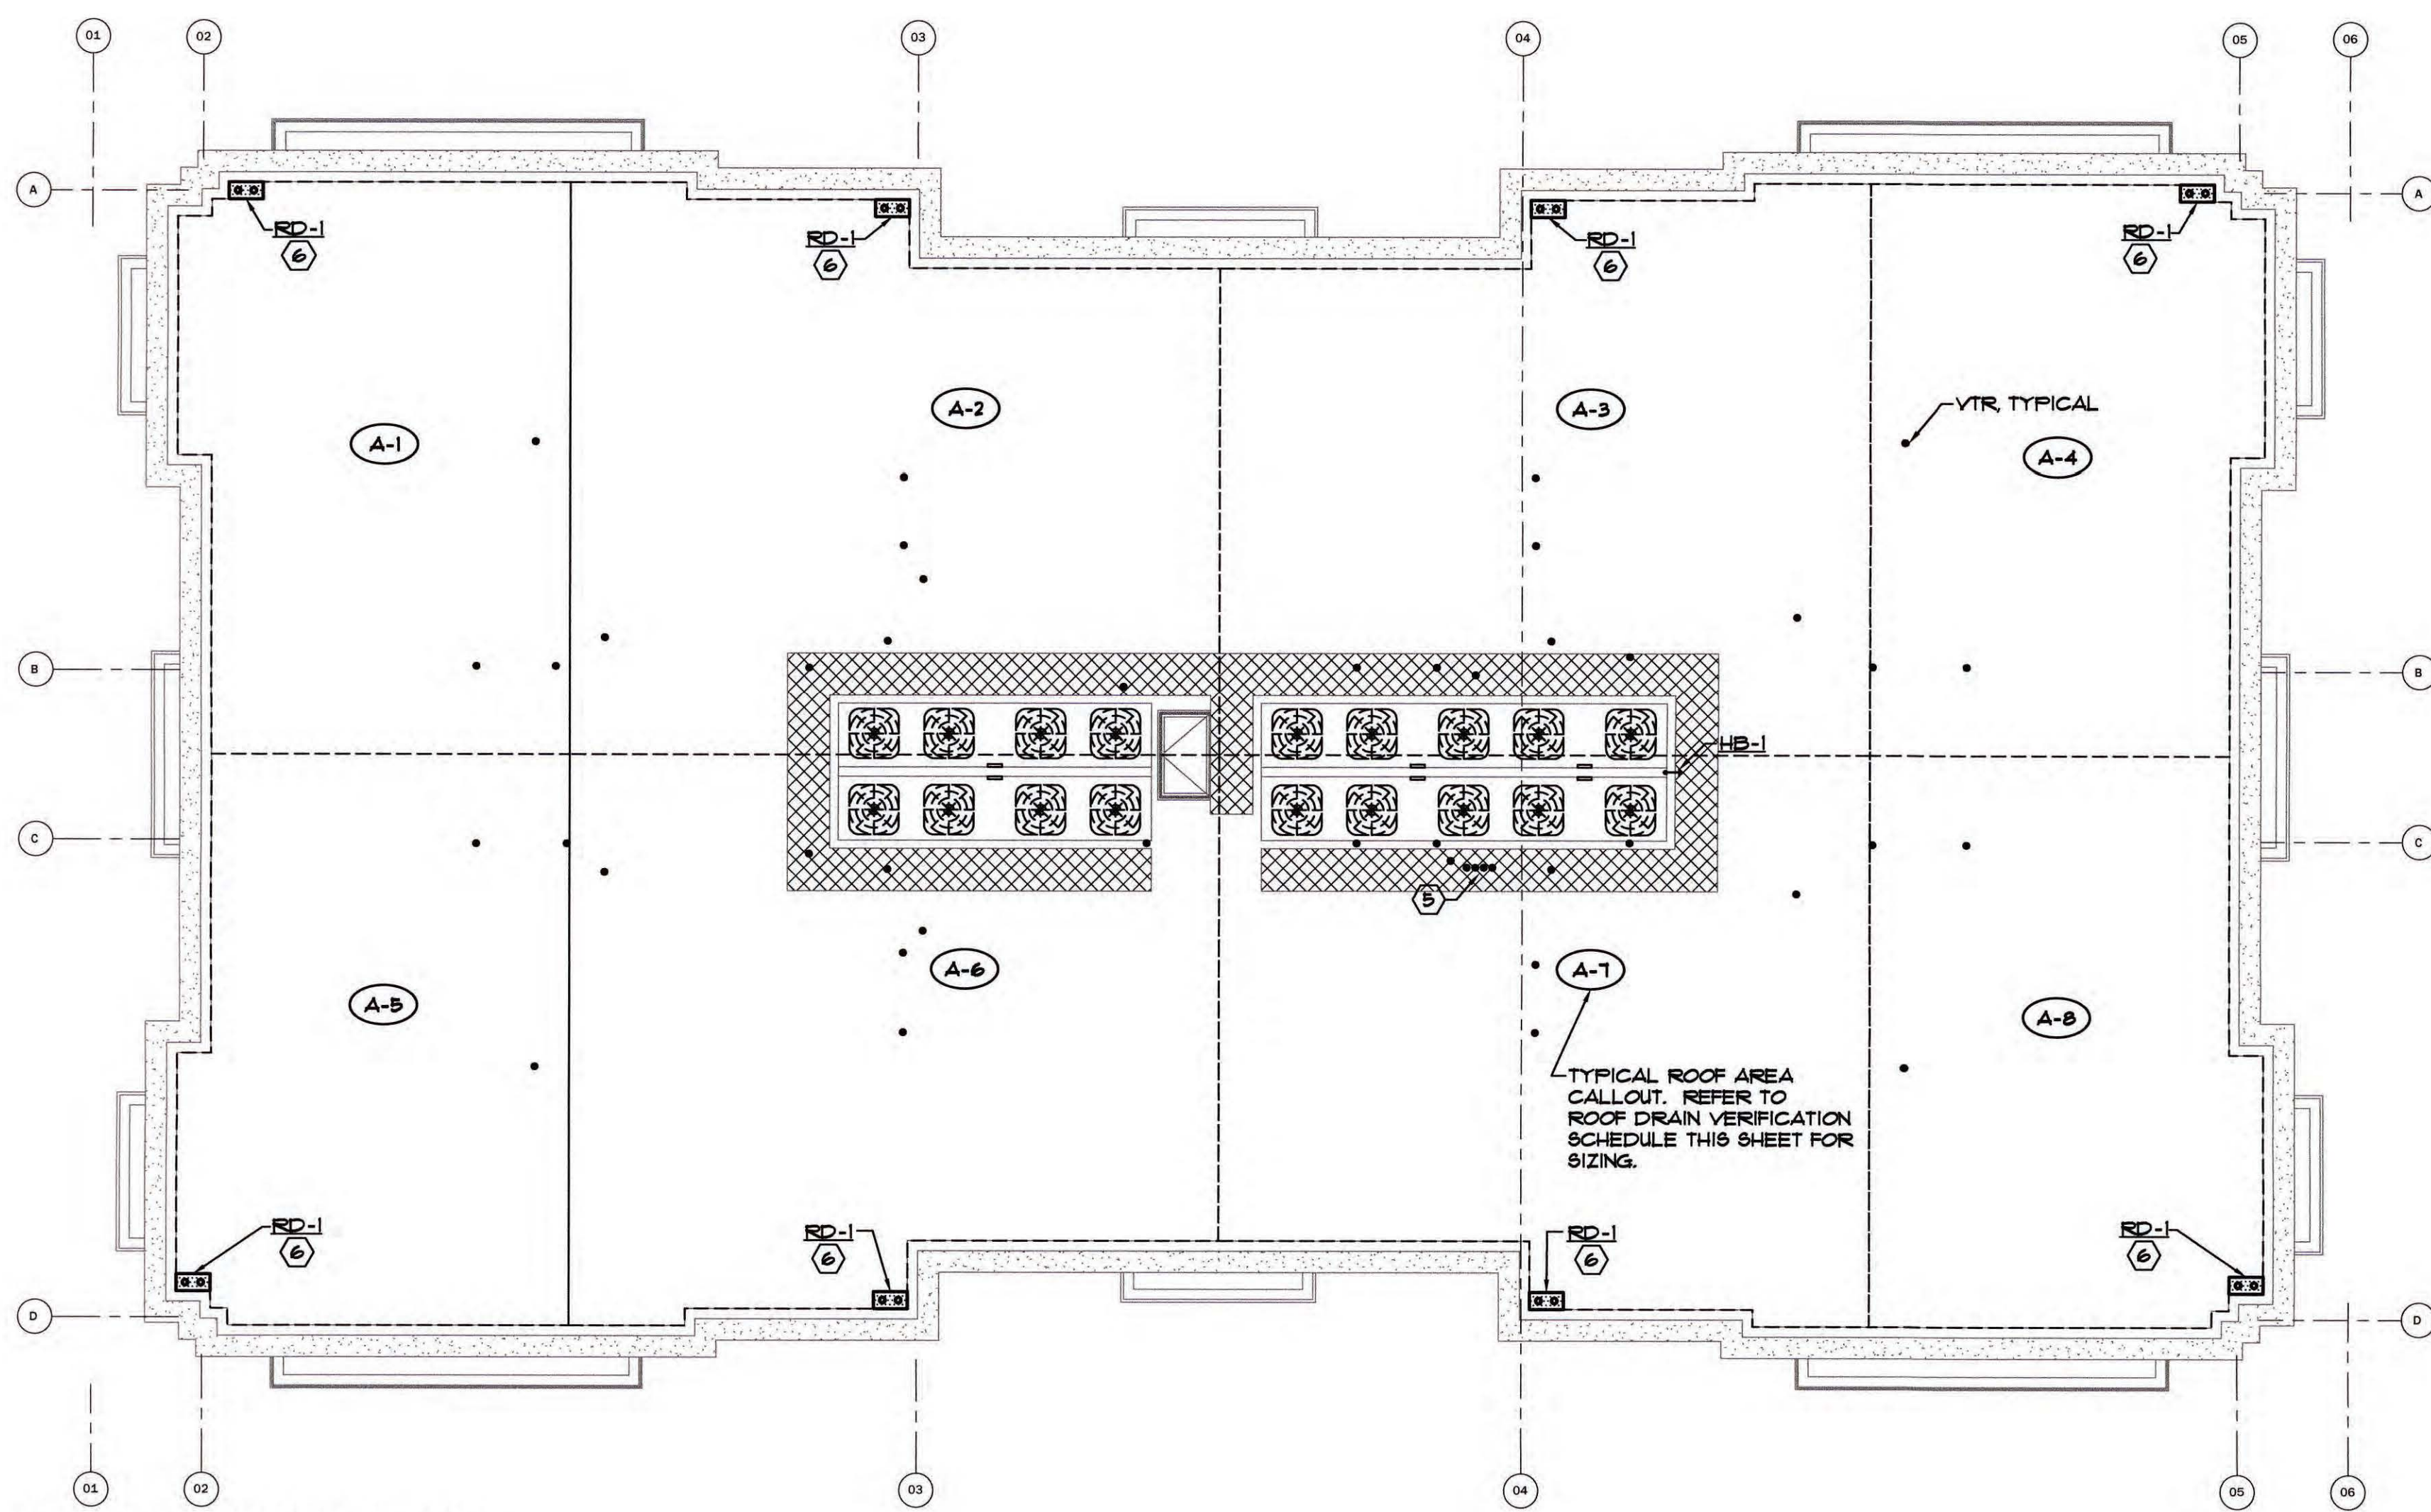 01
02
03
04
05
06
A
A
RD-1
6
RD-1
6
RD-1
6
RD-1
6
A-1
A-2
A-3
VTR, TYPICAL
A-4
B
B
HB-1
C
C
5
A-5
A-6
A-7
A-8
TYPICAL ROOF AREA
CALLOUT. REFER TO
ROOF DRAIN VERIFICATION
SCHEDULE THIS SHEET FOR
SIZING.
RD-1
6
RD-1
6
RD-1
6
RD-1
6
D
D
01
02
03
04
05
06